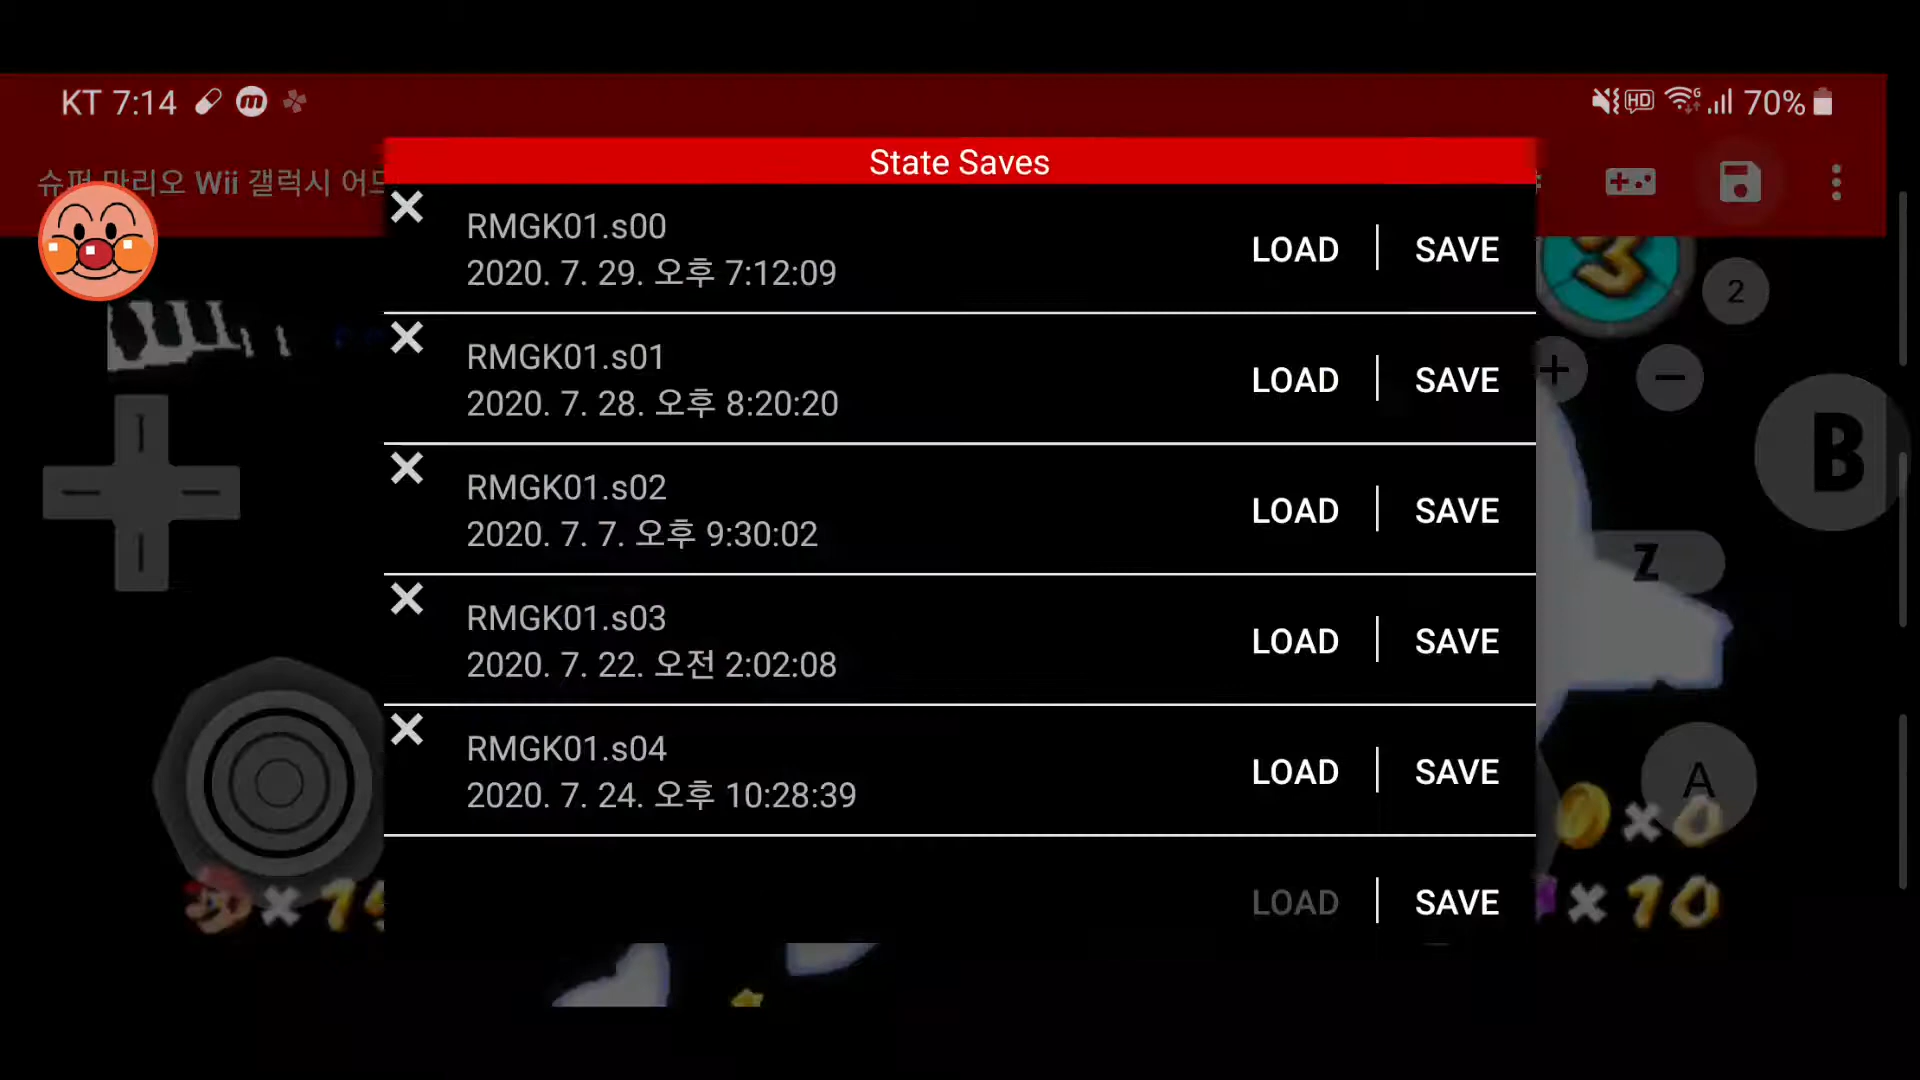 KT 7:14
HD
70%
슈퍼 마리오 Wii 갤럭시
State Saves
RMGK01.s00
2020. 7. 29. 오후 7:12:09
LOAD | SAVE
RMGK01.s01
2020. 7. 28. 오후 8:20:20
LOAD | SAVE
RMGK01.s02
2020. 7. 7. 오후 9:30:02
LOAD | SAVE
RMGK01.s03
2020. 7. 22. 오전 2:02:08
LOAD | SAVE
RMGK01.s04
2020. 7. 24. 오후 10:28:39
LOAD | SAVE
LOAD | SAVE
3
2
+
−
B
Z
A
× 0
× 10